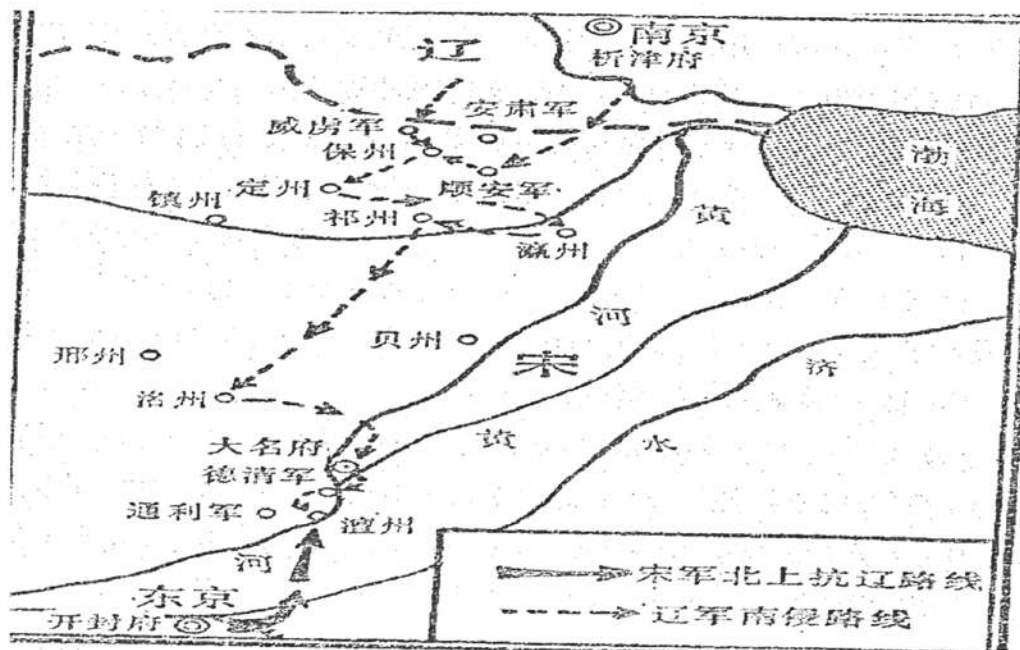 南京
析津府
辽
安肃军
威虏军
保州
定州
顺安军
镇州
祁州
瀛州
渤
海
黄
河
贝州
宋
邢州
洺州
济
水
大名府
德清军
黄
通利军
澶州
河
东京
开封府
宋军北上抗辽路线
辽军南侵路线